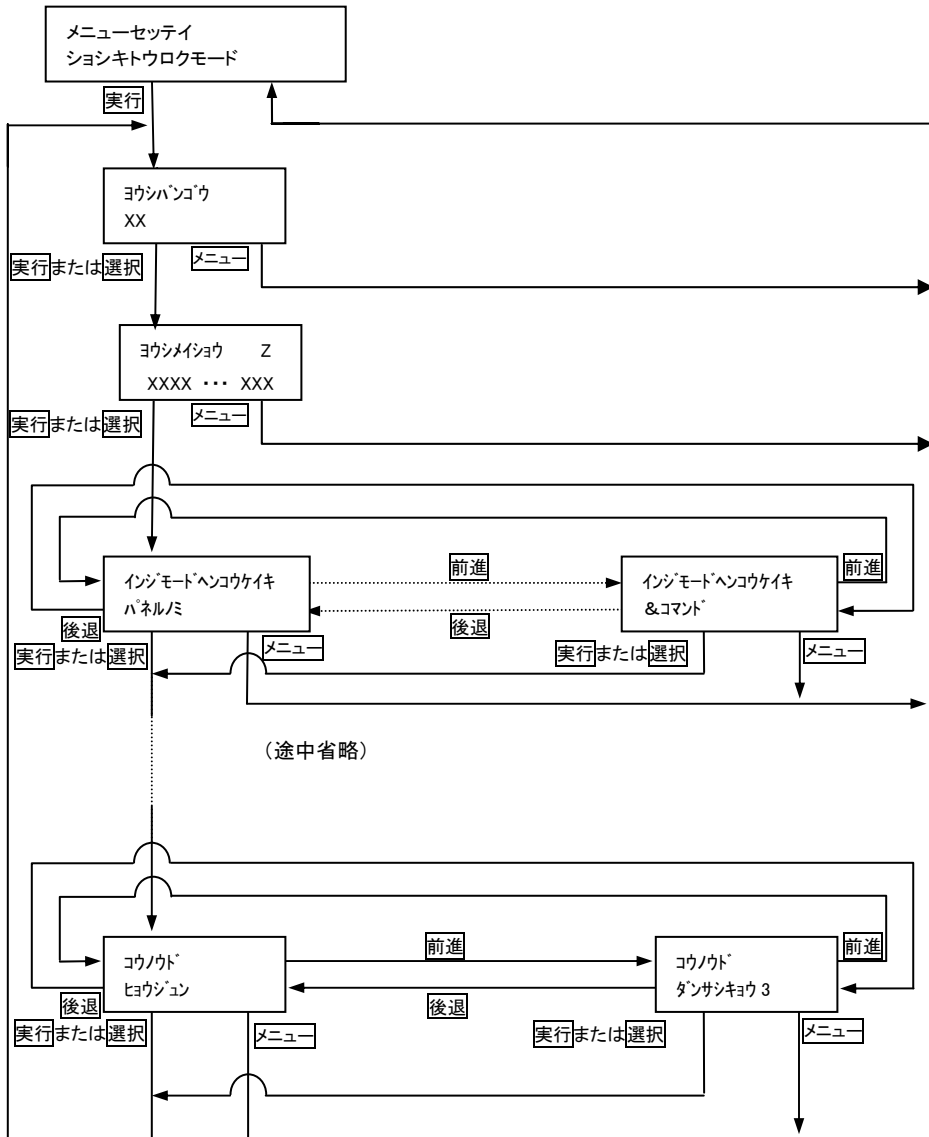 メニューセッテイ
ショシキトウロクモード
実行
ﾖｳｼﾊﾞﾝｺﾞｳ
XX
実行または選択
ﾒﾆｭｰ
ﾖｳｼﾒｲｼｮｳ Z
XXXX ･･･ XXX
実行または選択
ﾒﾆｭｰ
ｲﾝｼﾞﾓｰﾄﾞﾍﾝｺｳｹｲｷ
ﾊﾟﾈﾙﾉﾐ
前進
後退
ｲﾝｼﾞﾓｰﾄﾞﾍﾝｺｳｹｲｷ
&ｺﾏﾝﾄﾞ
前進
後退
実行または選択
ﾒﾆｭｰ
実行または選択
ﾒﾆｭｰ
（途中省略）
ｺｳﾉｳﾄﾞ
ﾋｮｳｼﾞｭﾝ
前進
後退
ｺｳﾉｳﾄﾞ
ﾀﾞﾝｻｼｷｮｳ 3
前進
後退
実行または選択
ﾒﾆｭｰ
実行または選択
ﾒﾆｭｰ